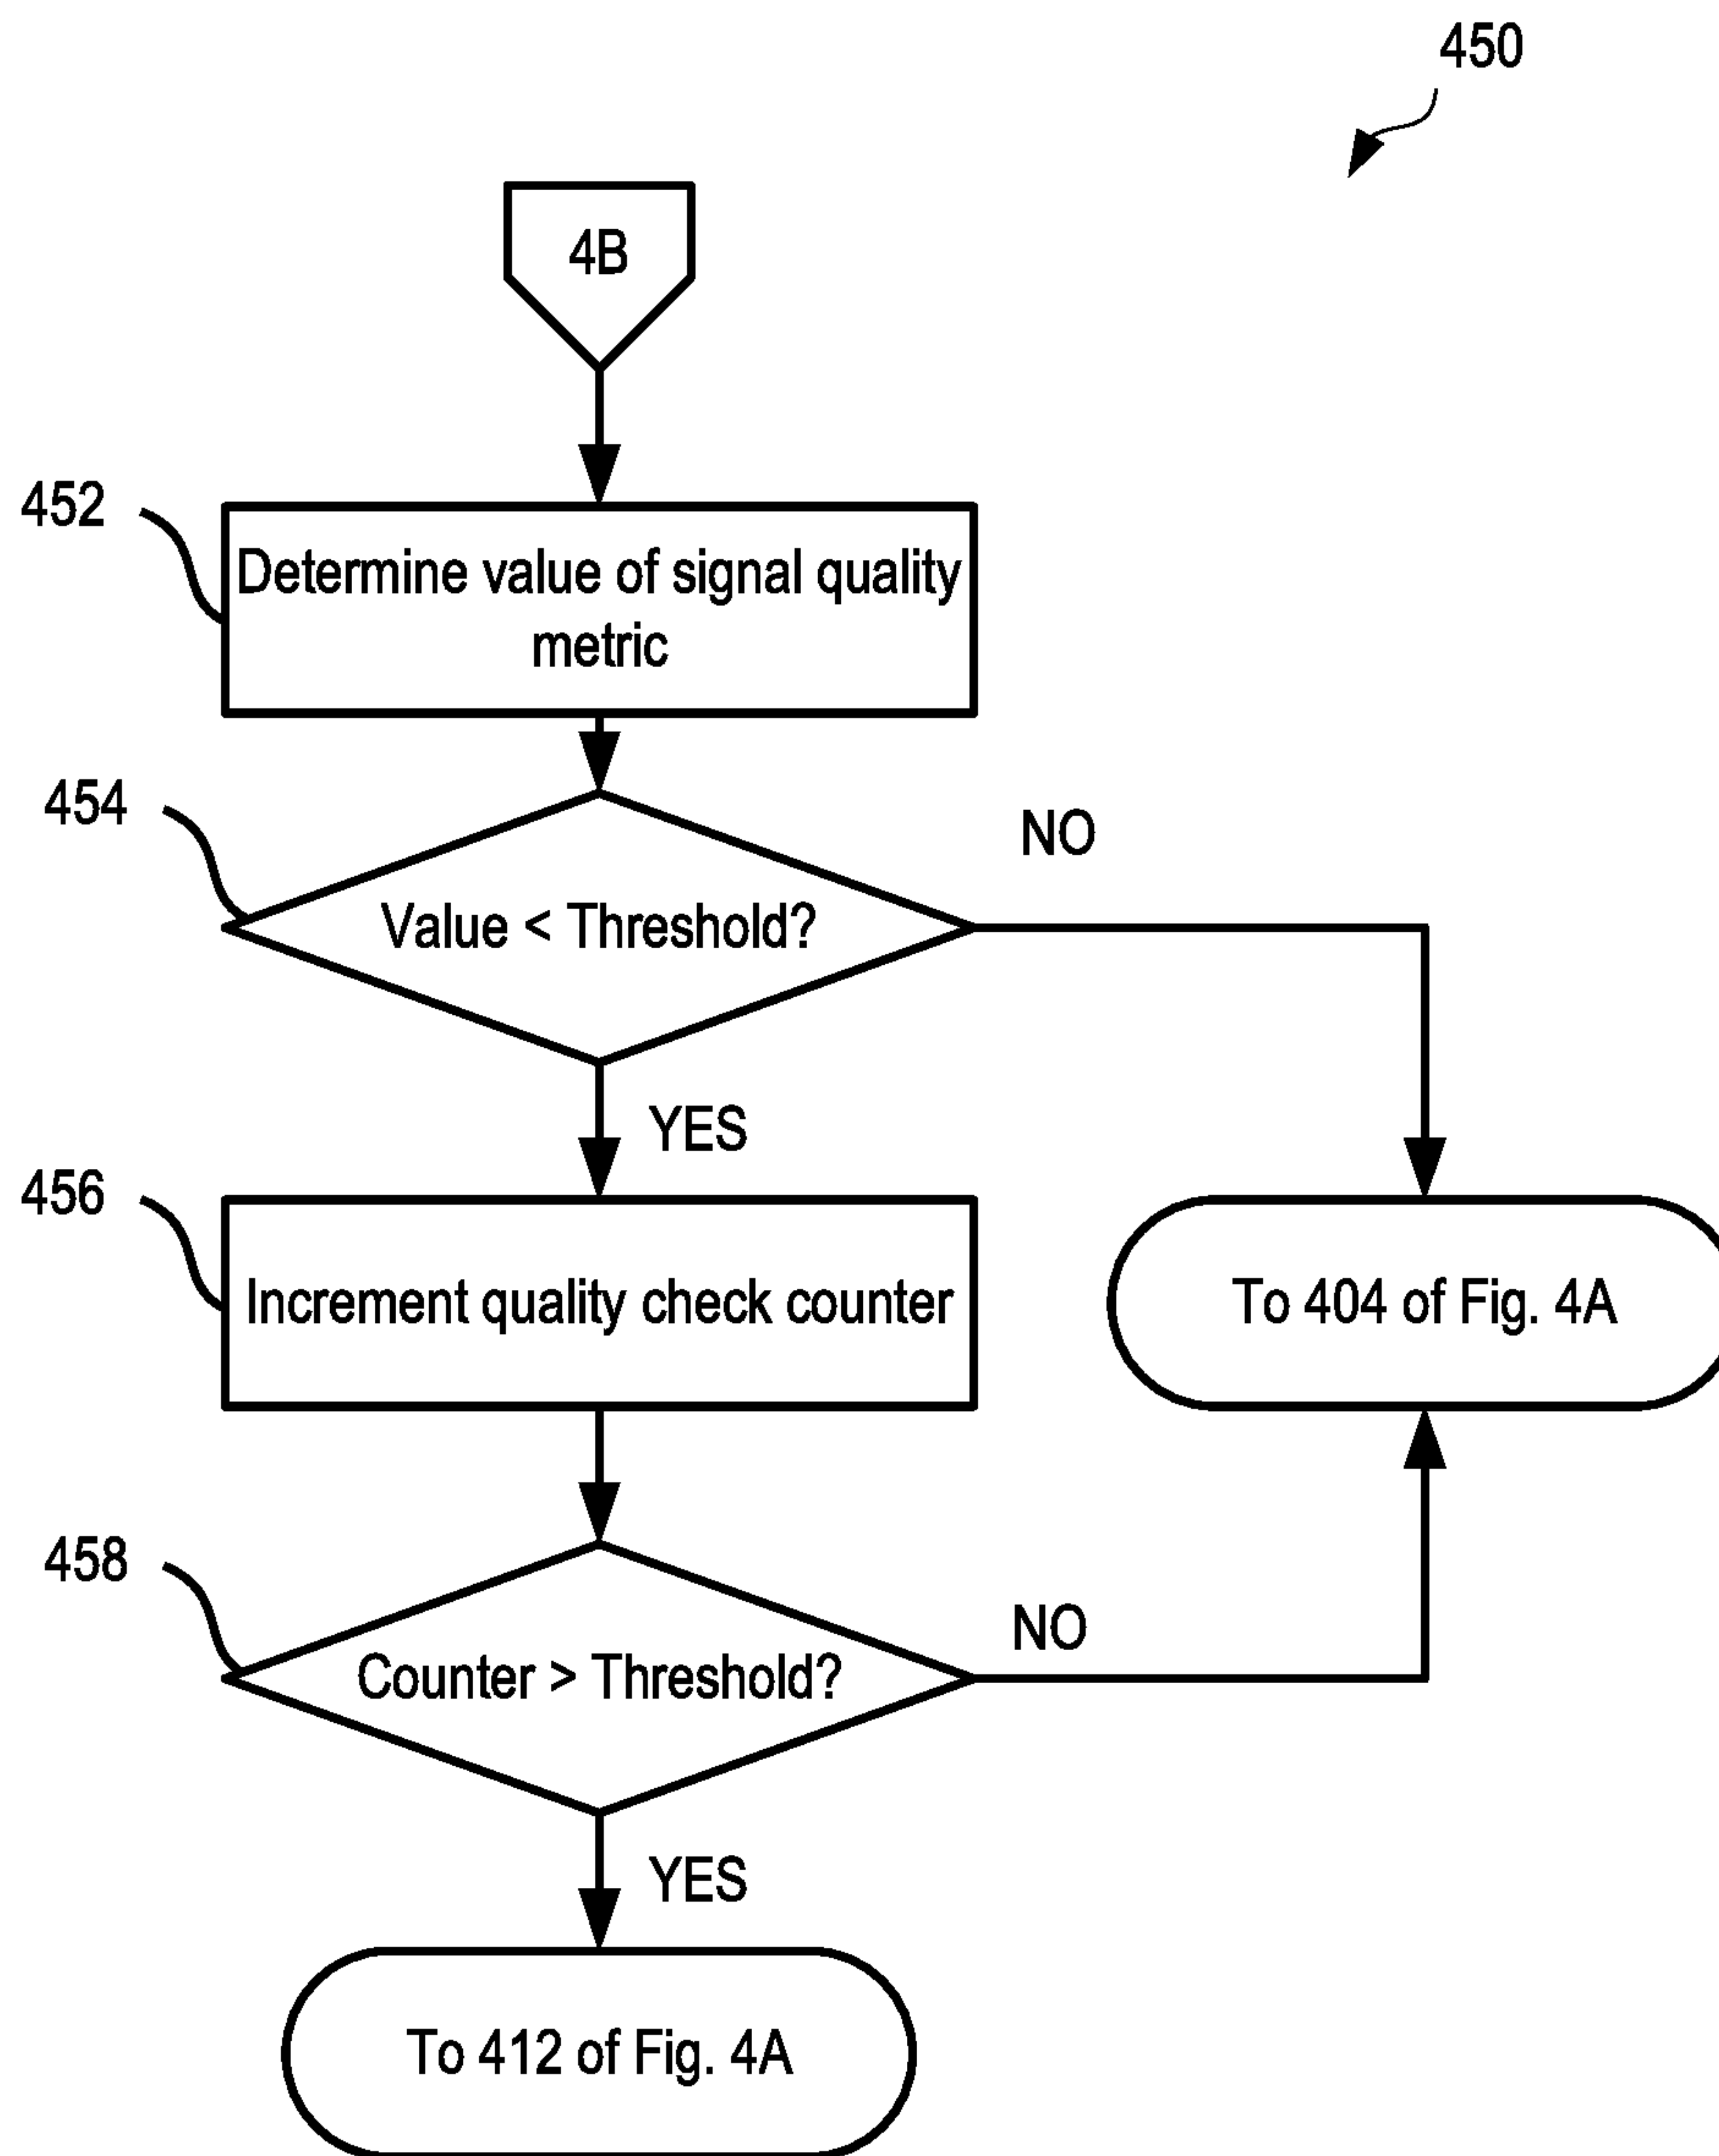 450
4B
452
Determine value of signal quality
metric
454
NO
Value < Threshold?
YES
456
Increment quality check counter
To 404 of Fig. 4A
458
NO
Counter > Threshold?
YES
To 412 of Fig. 4A